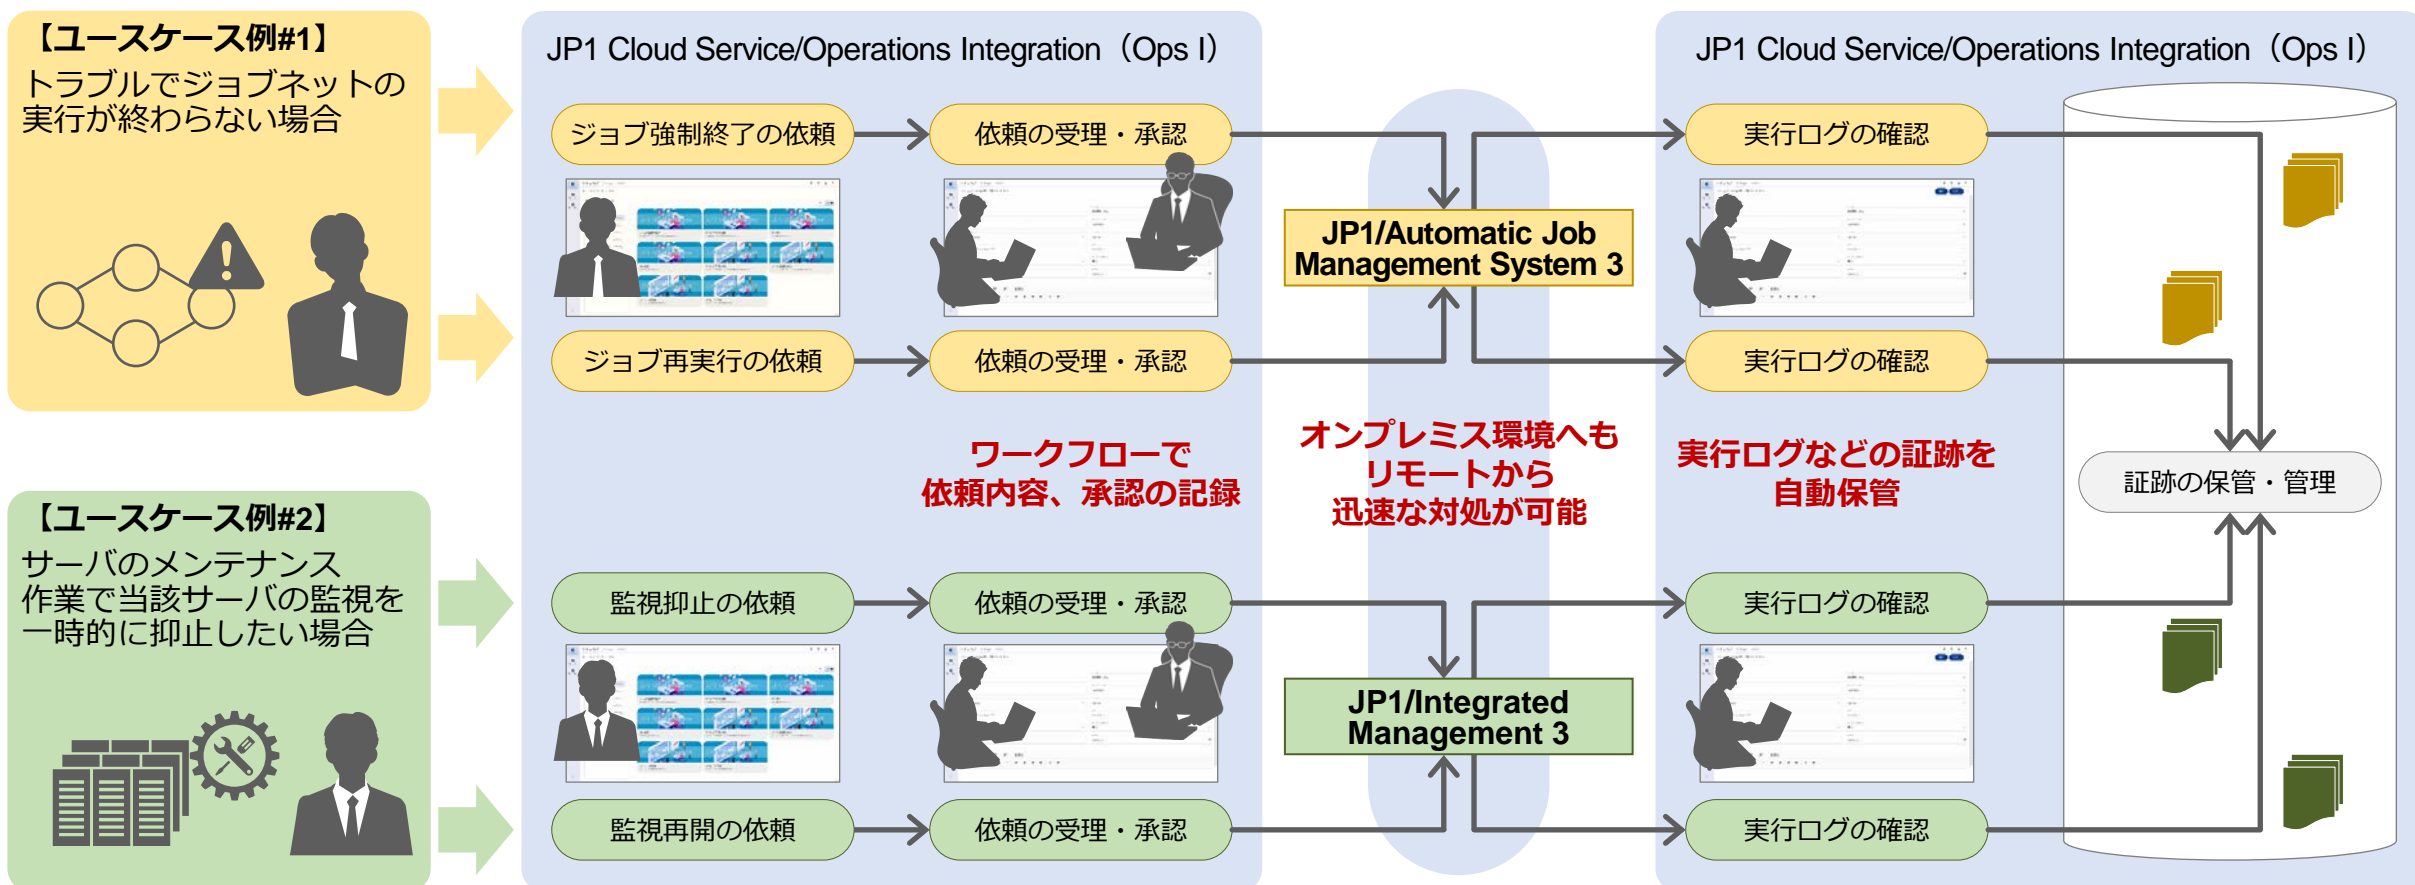 【ユースケース例#1】
トラブルでジョブネットの
実行が終わらない場合
JP1 Cloud Service/Operations Integration（Ops I）
ジョブ強制終了の依頼
依頼の受理・承認
ジョブ再実行の依頼
依頼の受理・承認
JP1/Automatic Job
Management System 3
JP1 Cloud Service/Operations Integration（Ops I）
実行ログの確認
実行ログの確認
ワークフローで
依頼内容、承認の記録
オンプレミス環境へも
リモートから
迅速な対処が可能
実行ログなどの証跡を
自動保管
証跡の保管・管理
【ユースケース例#2】
サーバのメンテナンス
作業で当該サーバの監視を
一時的に抑止したい場合
監視抑止の依頼
依頼の受理・承認
監視再開の依頼
依頼の受理・承認
JP1/Integrated
Management 3
実行ログの確認
実行ログの確認